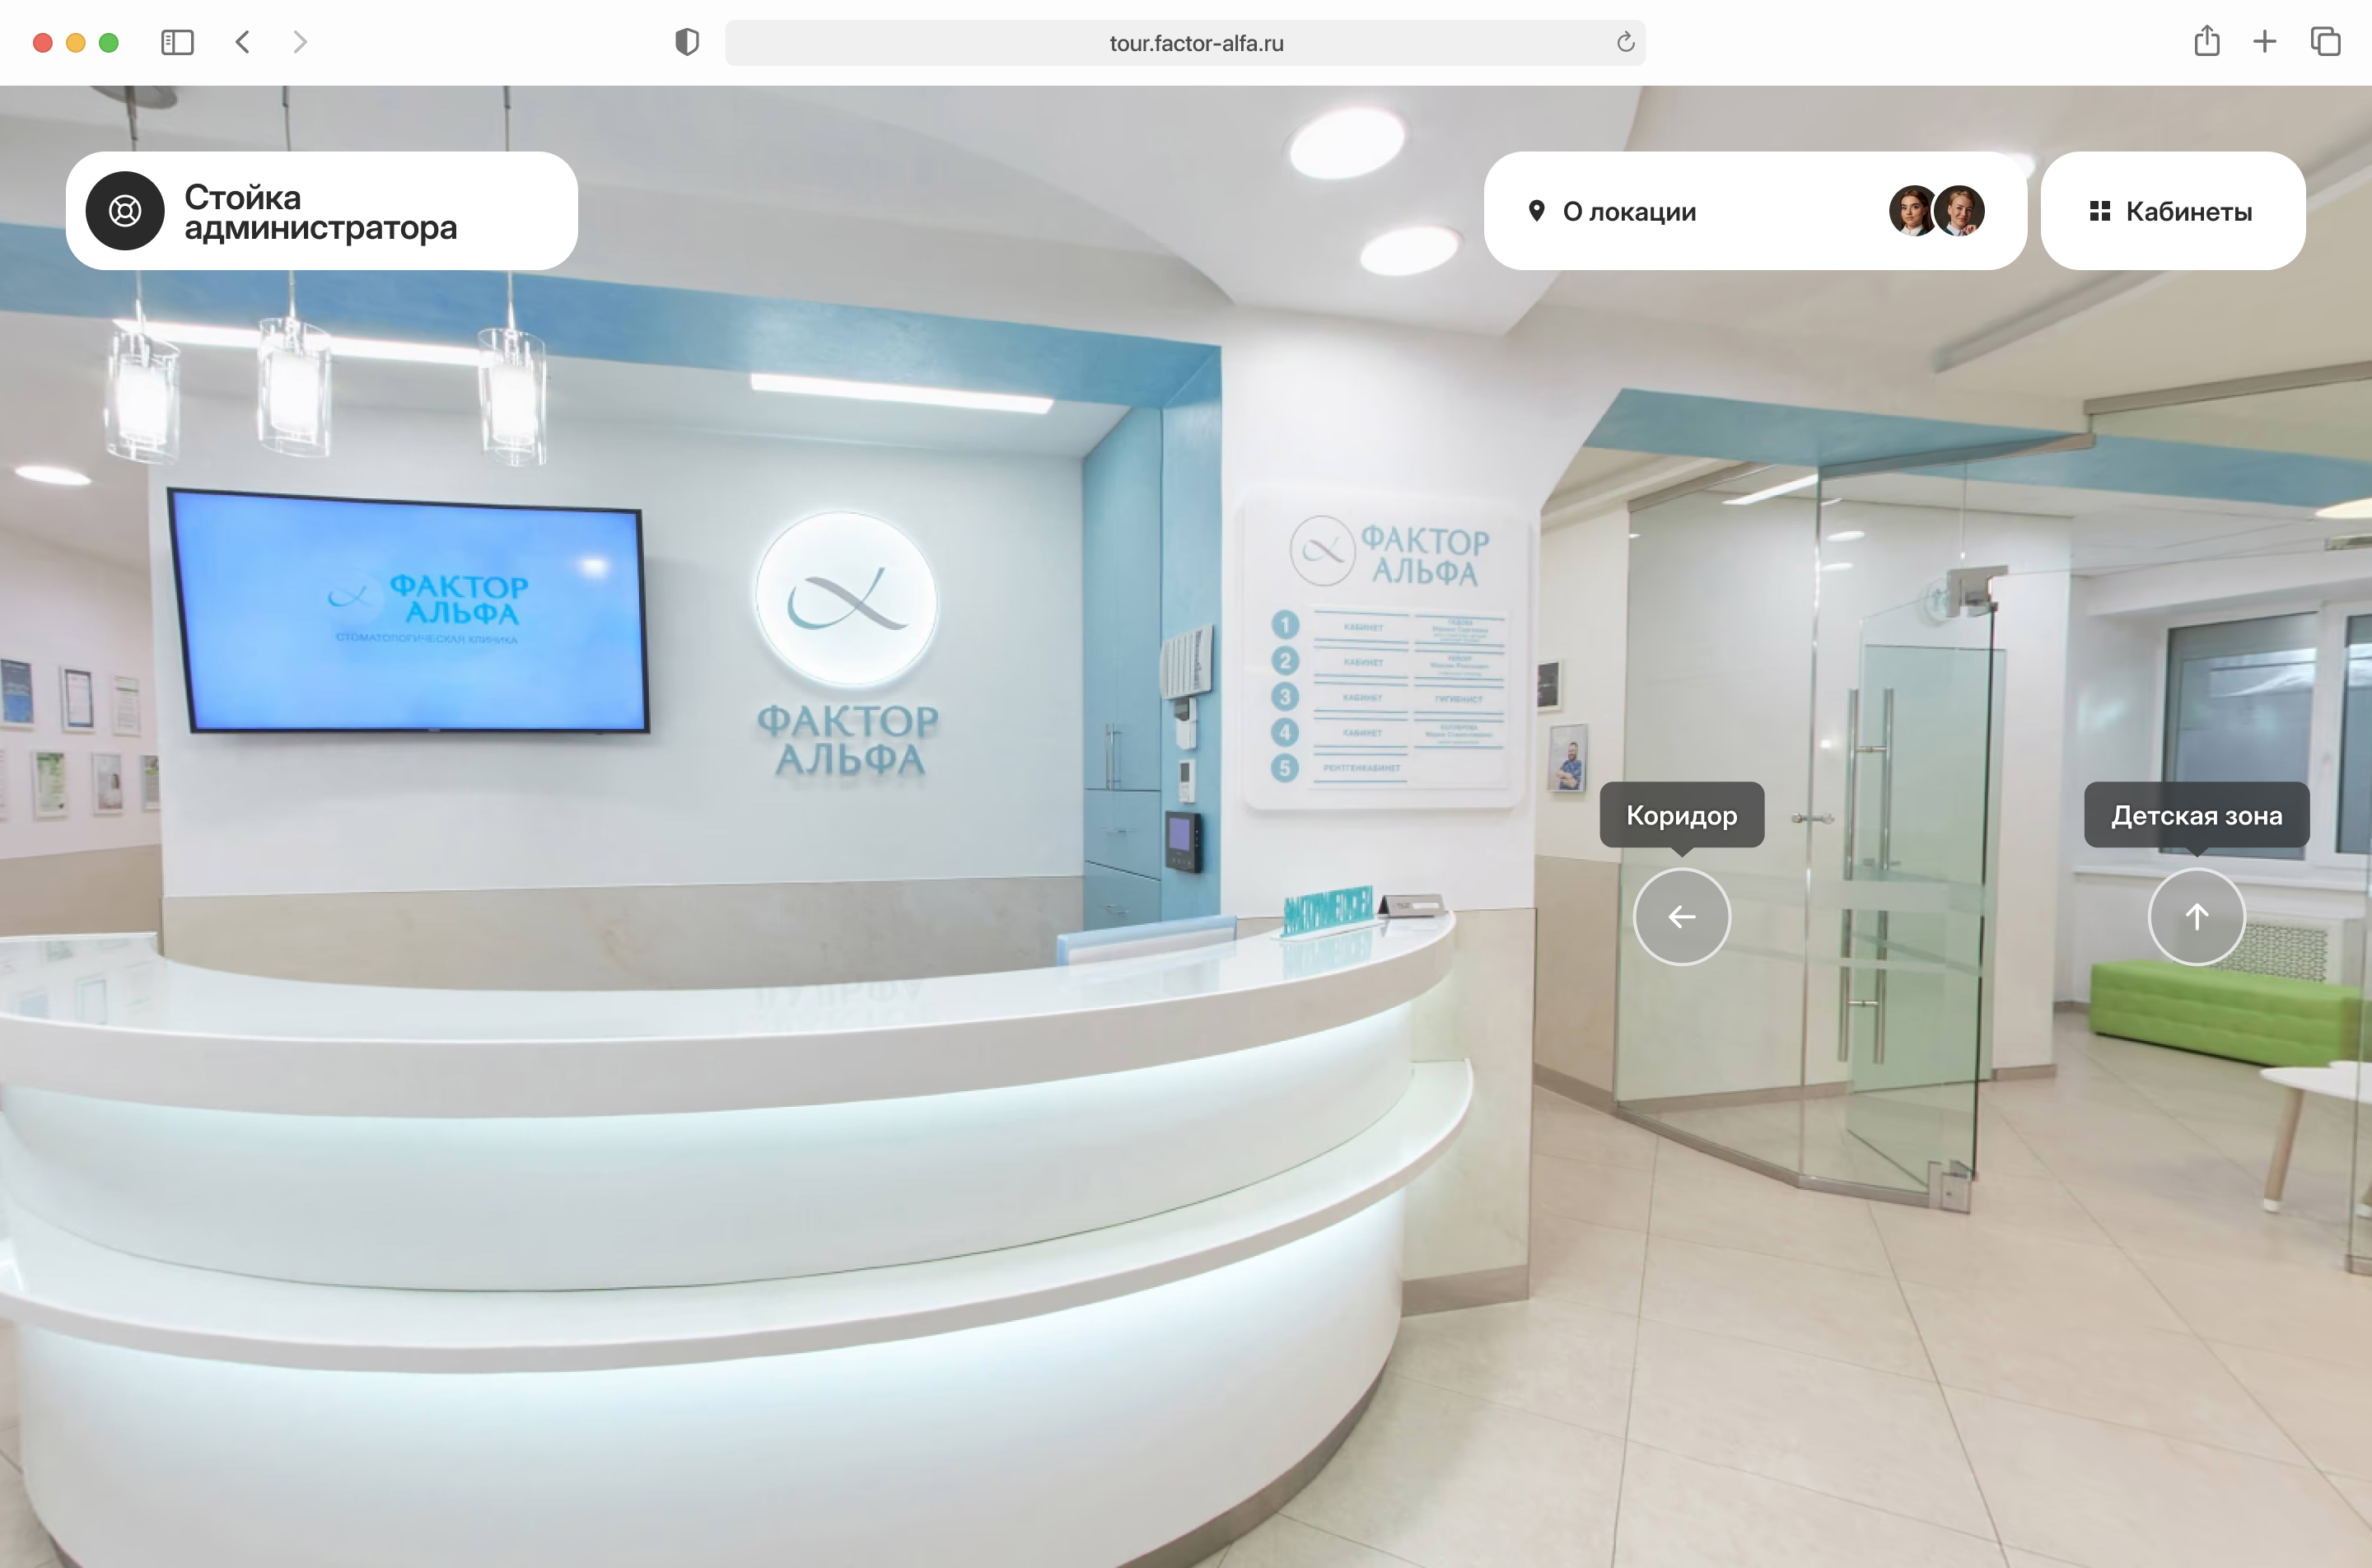 tour.factor-alfa.ru
Стойка
администратора
О локации
Кабинеты
ФАКТОР
АЛЬФА
СТОМАТОЛОГИЧЕСКАЯ КЛИНИКА
ФАКТОР
АЛЬФА
ФАКТОР
АЛЬФА
1 КАБИНЕТ
2 КАБИНЕТ
3 КАБИНЕТ ГИГИЕНИСТ
4 КАБИНЕТ
5 РЕНТГЕНКАБИНЕТ
Коридор
Детская зона